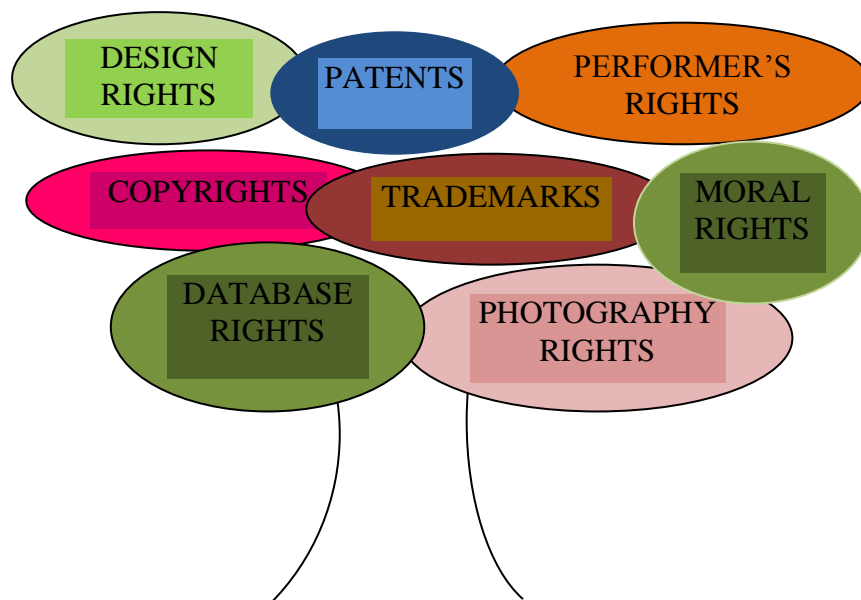 DESIGN
RIGHTS
PATENTS
PERFORMER’S
RIGHTS
COPYRIGHTS
TRADEMARKS
MORAL
RIGHTS
DATABASE
RIGHTS
PHOTOGRAPHY
RIGHTS